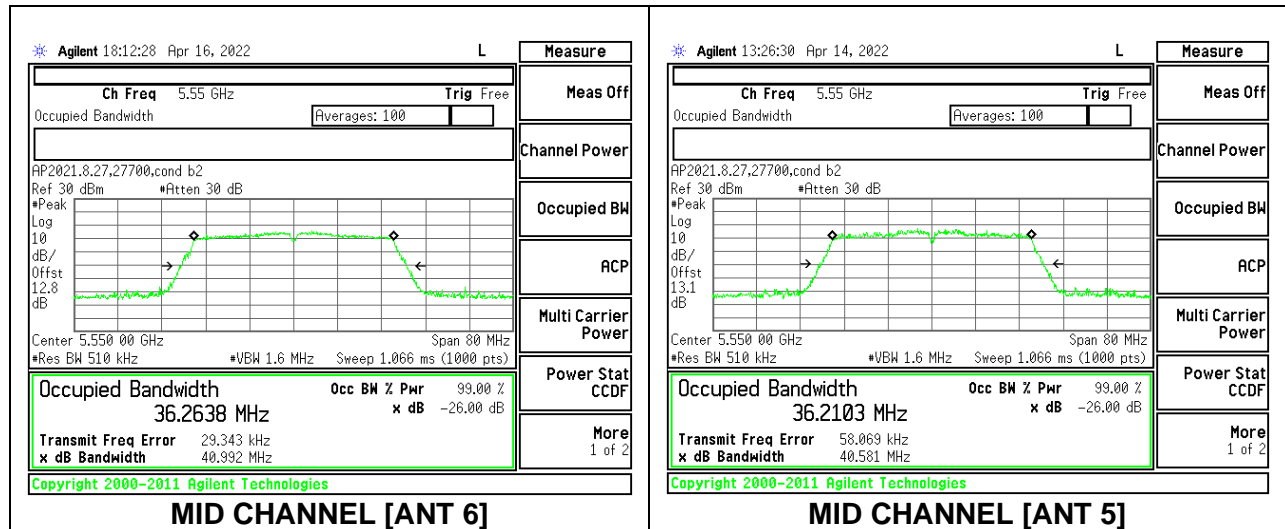 Agilent 18:12:28 Apr 16, 2022 L
Measure
Ch Freq 5.55 GHz Trig Free
Occupied Bandwidth Averages: 100
AP2021.8.27,27700,cond b2
Ref 30 dBm #Atten 30 dB
#Peak
Log
10
dB/
Offst
12.8
dB
Center 5.550 00 GHz Span 80 MHz
#Res BW 510 kHz #VBW 1.6 MHz Sweep 1.066 ms (1000 pts)
Occupied Bandwidth Occ BW % Pwr 99.00 %
36.2638 MHz x dB -26.00 dB
Transmit Freq Error 29.343 kHz
x dB Bandwidth 40.992 MHz
Copyright 2000-2011 Agilent Technologies
Meas Off
Channel Power
Occupied BW
ACP
Multi Carrier
Power
Power Stat
CCDF
More
1 of 2
MID CHANNEL [ANT 6]
Agilent 13:26:30 Apr 14, 2022 L
Measure
Ch Freq 5.55 GHz Trig Free
Occupied Bandwidth Averages: 100
AP2021.8.27,27700,cond b2
Ref 30 dBm #Atten 30 dB
#Peak
Log
10
dB/
Offst
13.1
dB
Center 5.550 00 GHz Span 80 MHz
#Res BW 510 kHz #VBW 1.6 MHz Sweep 1.066 ms (1000 pts)
Occupied Bandwidth Occ BW % Pwr 99.00 %
36.2103 MHz x dB -26.00 dB
Transmit Freq Error 58.069 kHz
x dB Bandwidth 40.581 MHz
Copyright 2000-2011 Agilent Technologies
Meas Off
Channel Power
Occupied BW
ACP
Multi Carrier
Power
Power Stat
CCDF
More
1 of 2
MID CHANNEL [ANT 5]